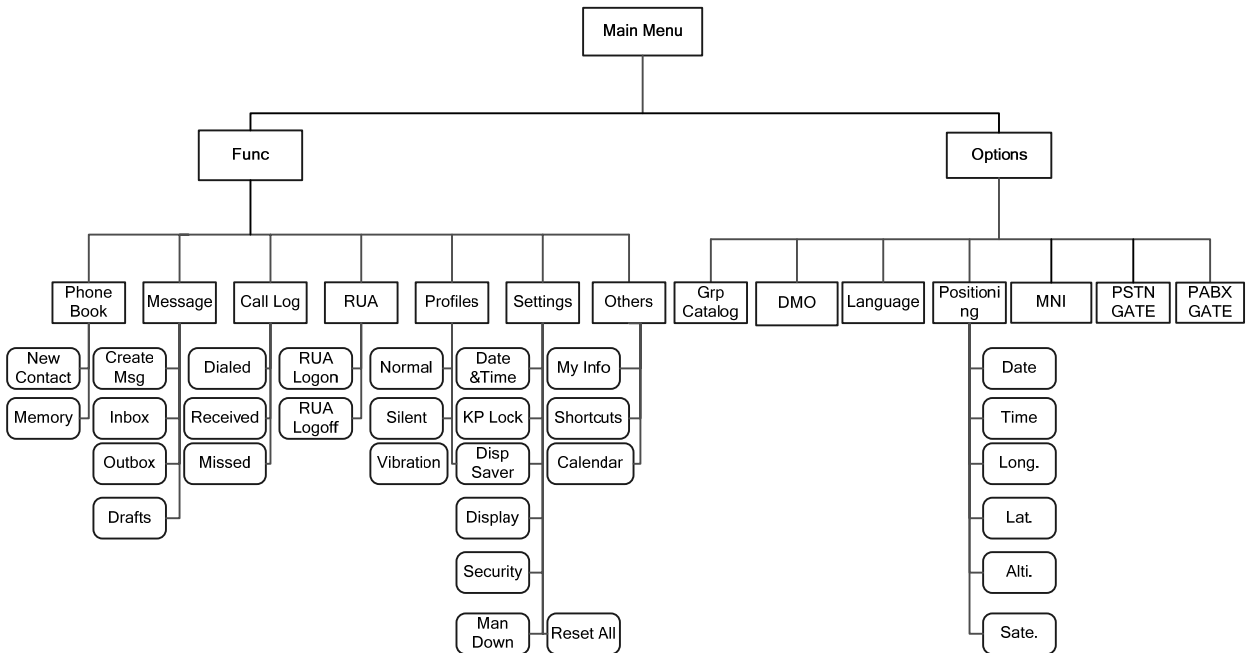 Main Menu
Func
Options
Phone
Book
Message
Call Log
RUA
Profiles
Settings
Others
Grp
Catalog
DMO
Language
Positioni
ng
MNI
PSTN
GATE
PABX
GATE
New
Contact
Memory
Create
Msg
Inbox
Outbox
Drafts
Dialed
Received
Missed
RUA
Logon
RUA
Logoff
Normal
Silent
Vibration
Date
&Time
KP Lock
Disp
Saver
Display
Security
Man
Down
Reset All
My Info
Shortcuts
Calendar
Date
Time
Long.
Lat.
Alti.
Sate.